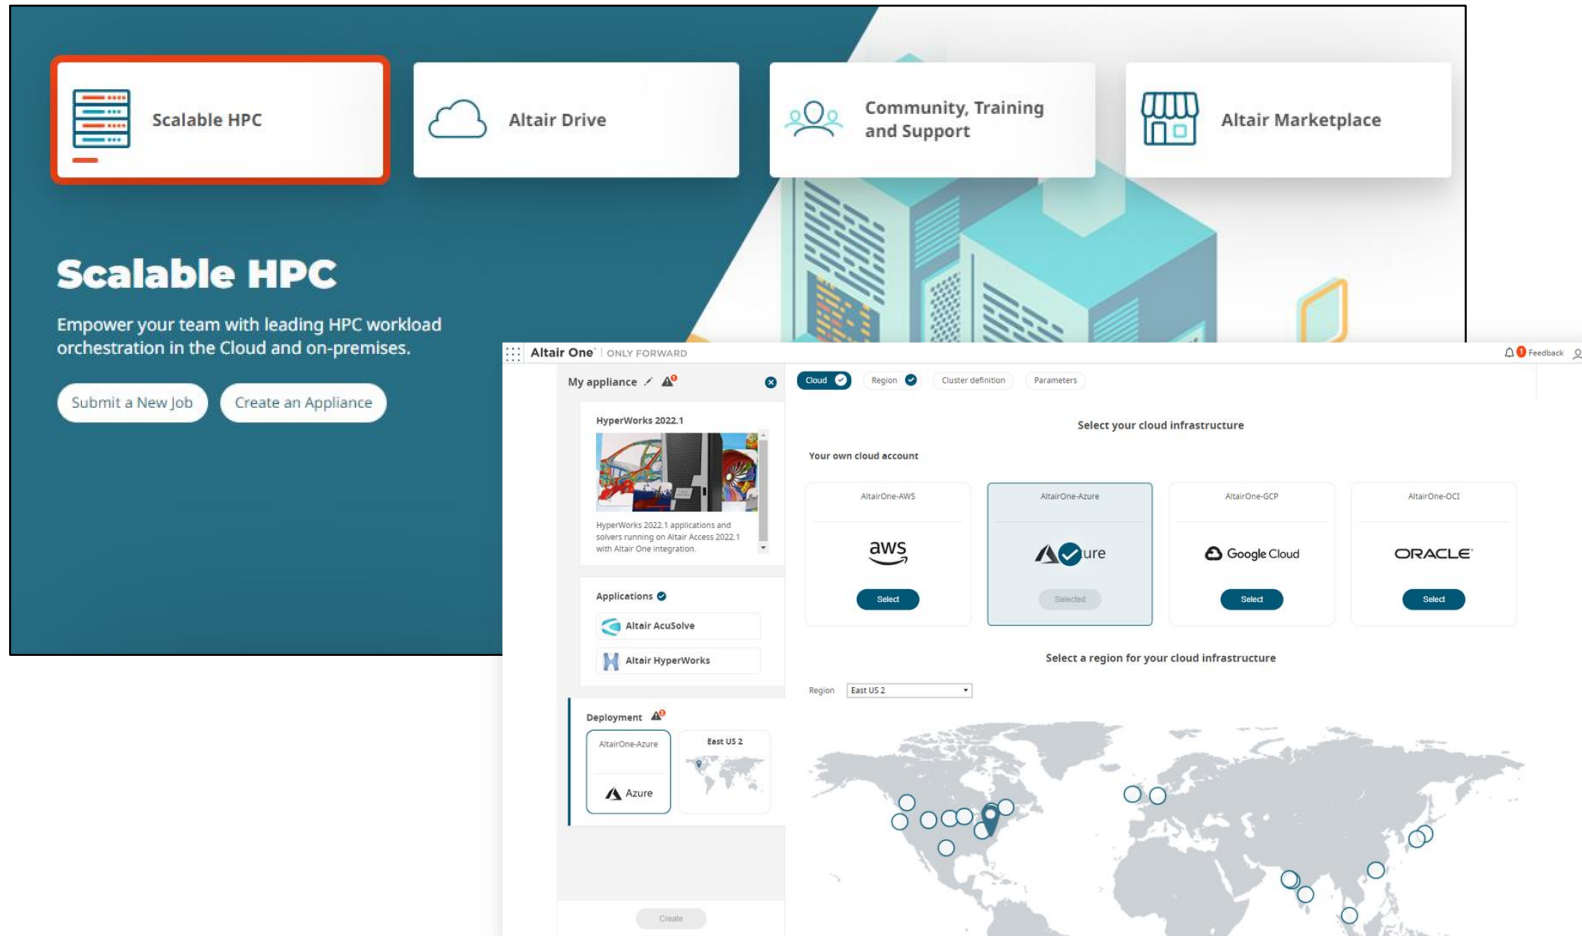 Scalable HPC
Altair Drive
Community, Training
and Support
Altair Marketplace
Scalable HPC
Empower your team with leading HPC workload
orchestration in the Cloud and on-premises.
Submit a New Job
Create an Appliance
Altair One | ONLY FORWARD
1
Feedback
My appliance
Cloud
Region
Cluster definition
Parameters
HyperWorks 2022.1
HyperWorks 2022.1 applications and
solvers running on Altair Access 2022.1
with Altair One integration.
Applications
Altair AcuSolve
Altair HyperWorks
Deployment
AltairOne-Azure
Azure
East US 2
Create
Select your cloud infrastructure
Your own cloud account
AltairOne-AWS
aws
Select
AltairOne-Azure
ure
Selected
AltairOne-GCP
Google Cloud
Select
AltairOne-OCI
ORACLE
Select
Select a region for your cloud infrastructure
Region
East US 2